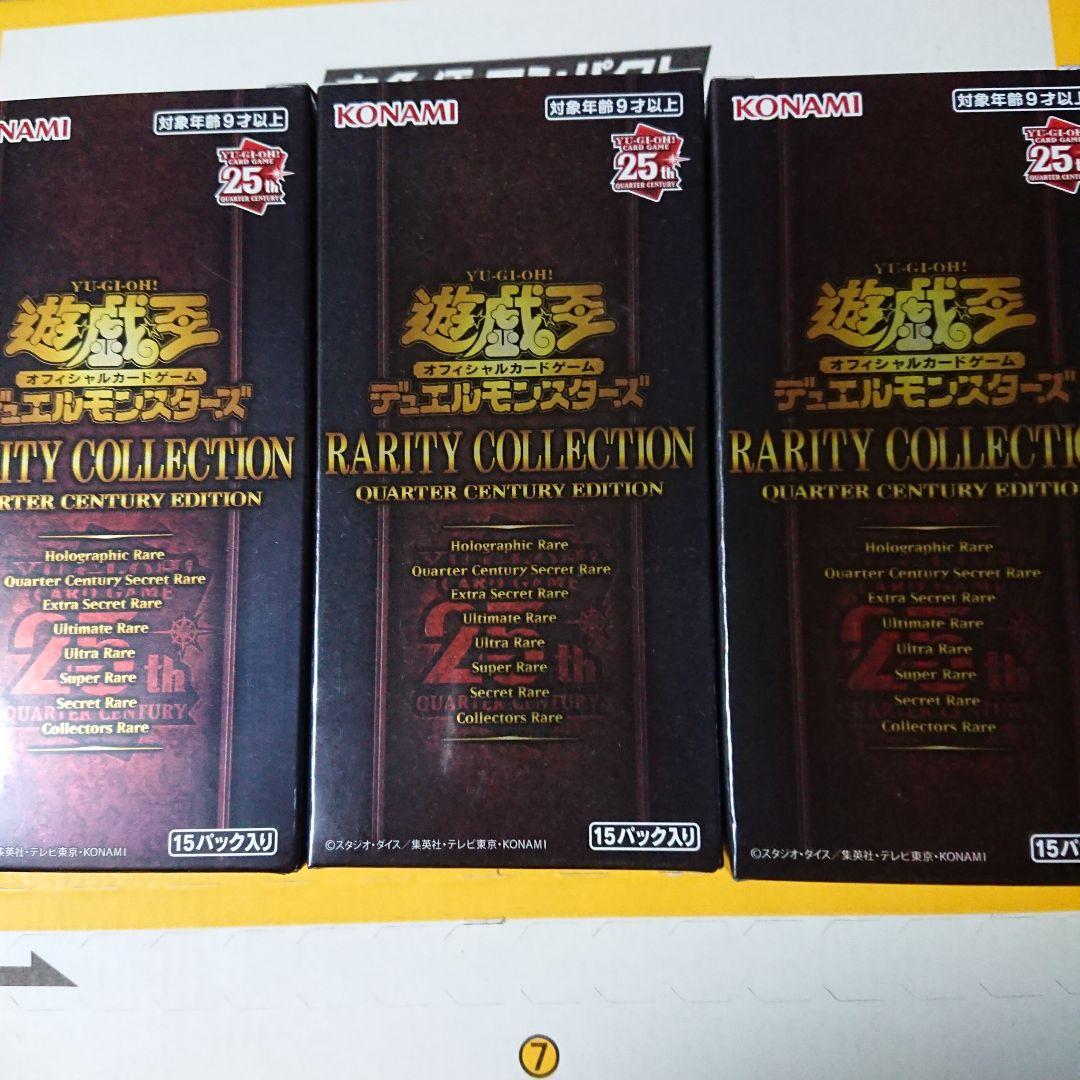 KONAMI
対象年齢9才以上
YU-GI-OH!
CARD GAME
25th
QUARTER CENTURY
YU-GI-OH!
遊戯王
オフィシャルカードゲーム
デュエルモンスターズ
RARITY COLLECTION
QUARTER CENTURY EDITION
Holographic Rare
Quarter Century Secret Rare
Extra Secret Rare
Ultimate Rare
Ultra Rare
Super Rare
Secret Rare
Collectors Rare
15パック入り
©スタジオ・ダイス/集英社・テレビ東京・KONAMI
NAMI
対象年齢9才以上
YU-GI-OH!
CARD GAME
25th
QUARTER CENTURY
YU-GI-OH!
遊戯王
オフィシャルカードゲーム
デュエルモンスターズ
ITY COLLECTION
RTER CENTURY EDITION
Holographic Rare
Quarter Century Secret Rare
Extra Secret Rare
Ultimate Rare
Ultra Rare
Super Rare
Secret Rare
Collectors Rare
15パック入り
英社・テレビ東京・KONAMI
KONAMI
対象年齢9才以上
YU-GI-OH!
CARD GAME
25th
QUARTER CENTU
YU-GI-OH!
遊戯王
オフィシャルカードゲーム
デュエルモンスターズ
RARITY COLLECTIO
QUARTER CENTURY EDITIO
Holographic Rare
Quarter Century Secret Rare
Extra Secret Rare
Ultimate Rare
Ultra Rare
Super Rare
Secret Rare
Collectors Rare
15パ
©スタジオ・ダイス/集英社・テレビ東京・KONAMI
7